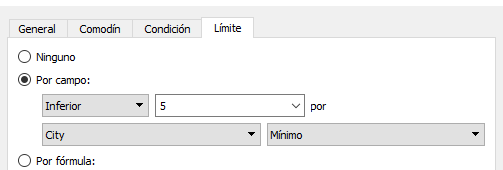 General Comodín Condición Límite
Ninguno
Por campo:
Inferior 5 por
City Mínimo
Por fórmula: